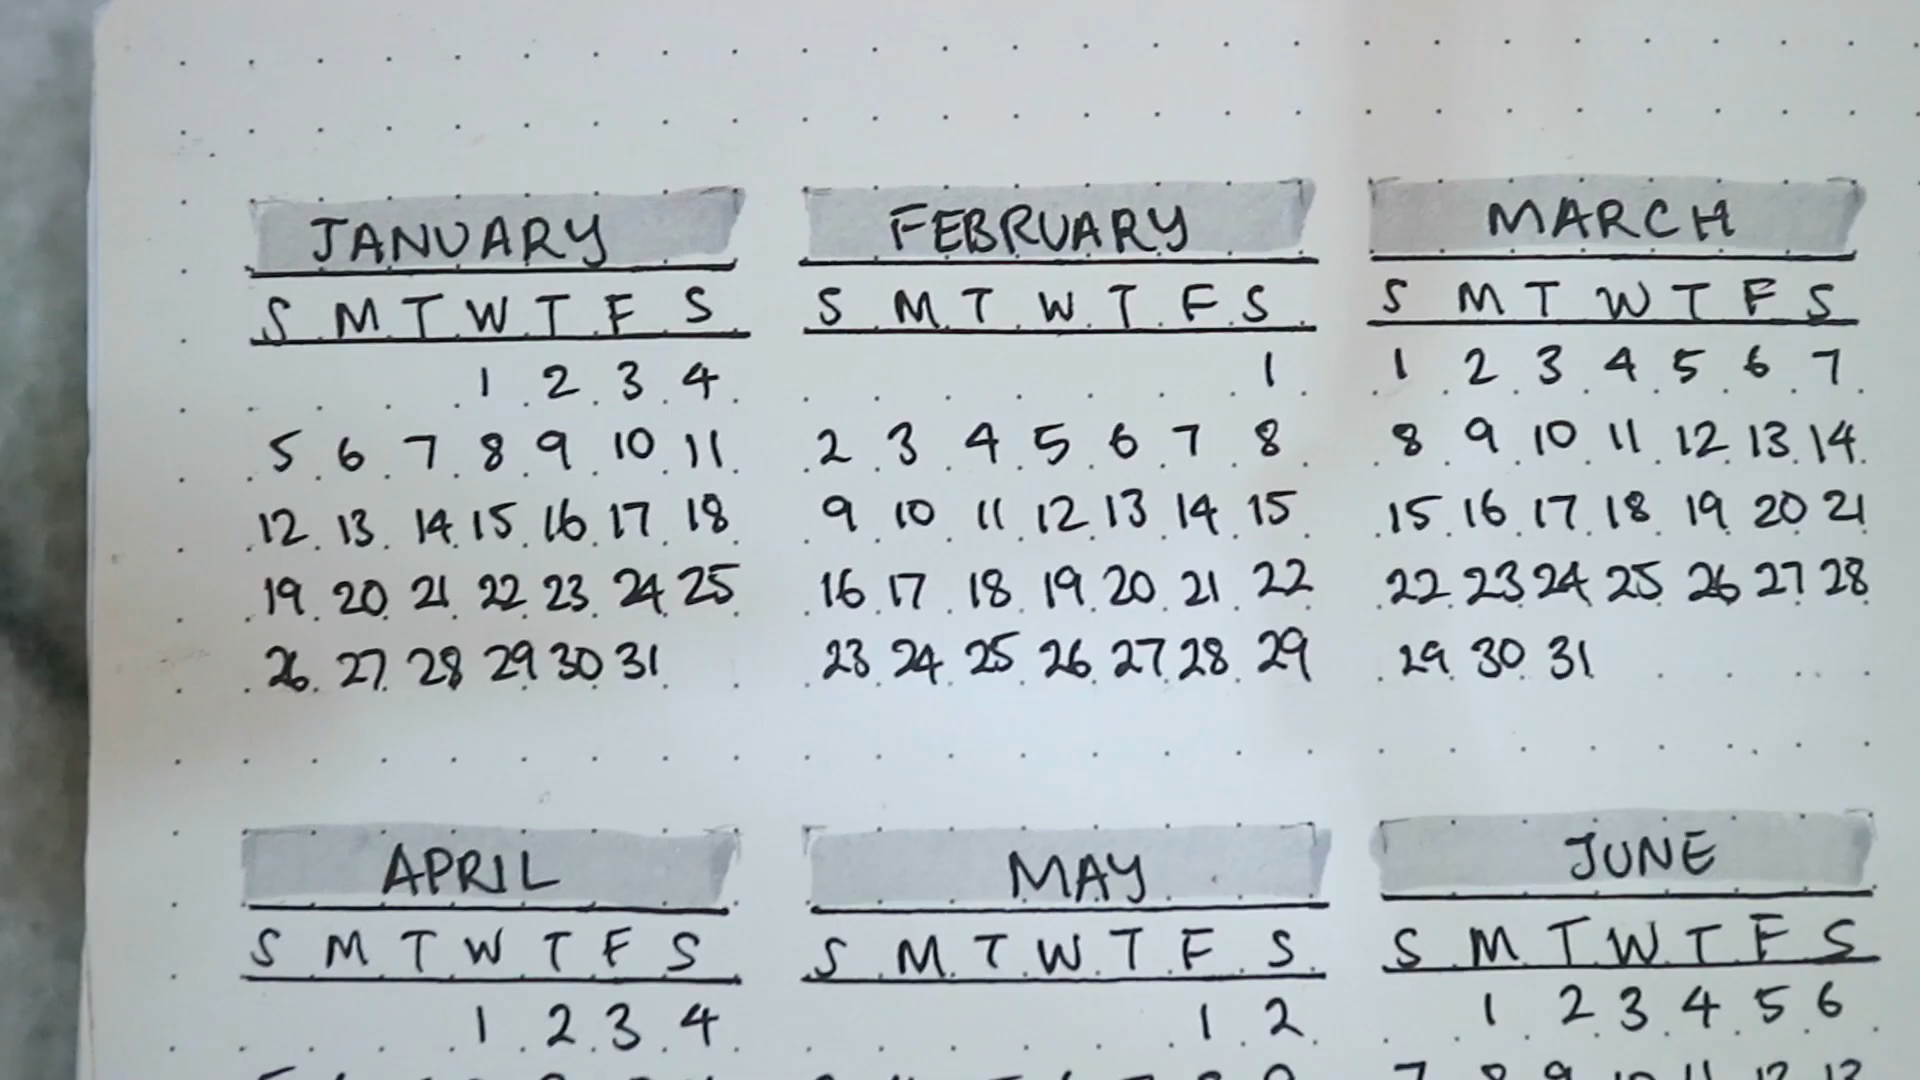 JANUARY
S M T W T F S
1 2 3 4
5 6 7 8 9 10 11
12 13 14 15 16 17 18
19 20 21 22 23 24 25
26 27 28 29 30 31
FEBRUARY
S M T W T F S
1
2 3 4 5 6 7 8
9 10 11 12 13 14 15
16 17 18 19 20 21 22
23 24 25 26 27 28 29
MARCH
S M T W T F S
1 2 3 4 5 6 7
8 9 10 11 12 13 14
15 16 17 18 19 20 21
22 23 24 25 26 27 28
29 30 31
APRIL
S M T W T F S
1 2 3 4
MAY
S M T W T F S
1 2
JUNE
S M T W T F S
1 2 3 4 5 6